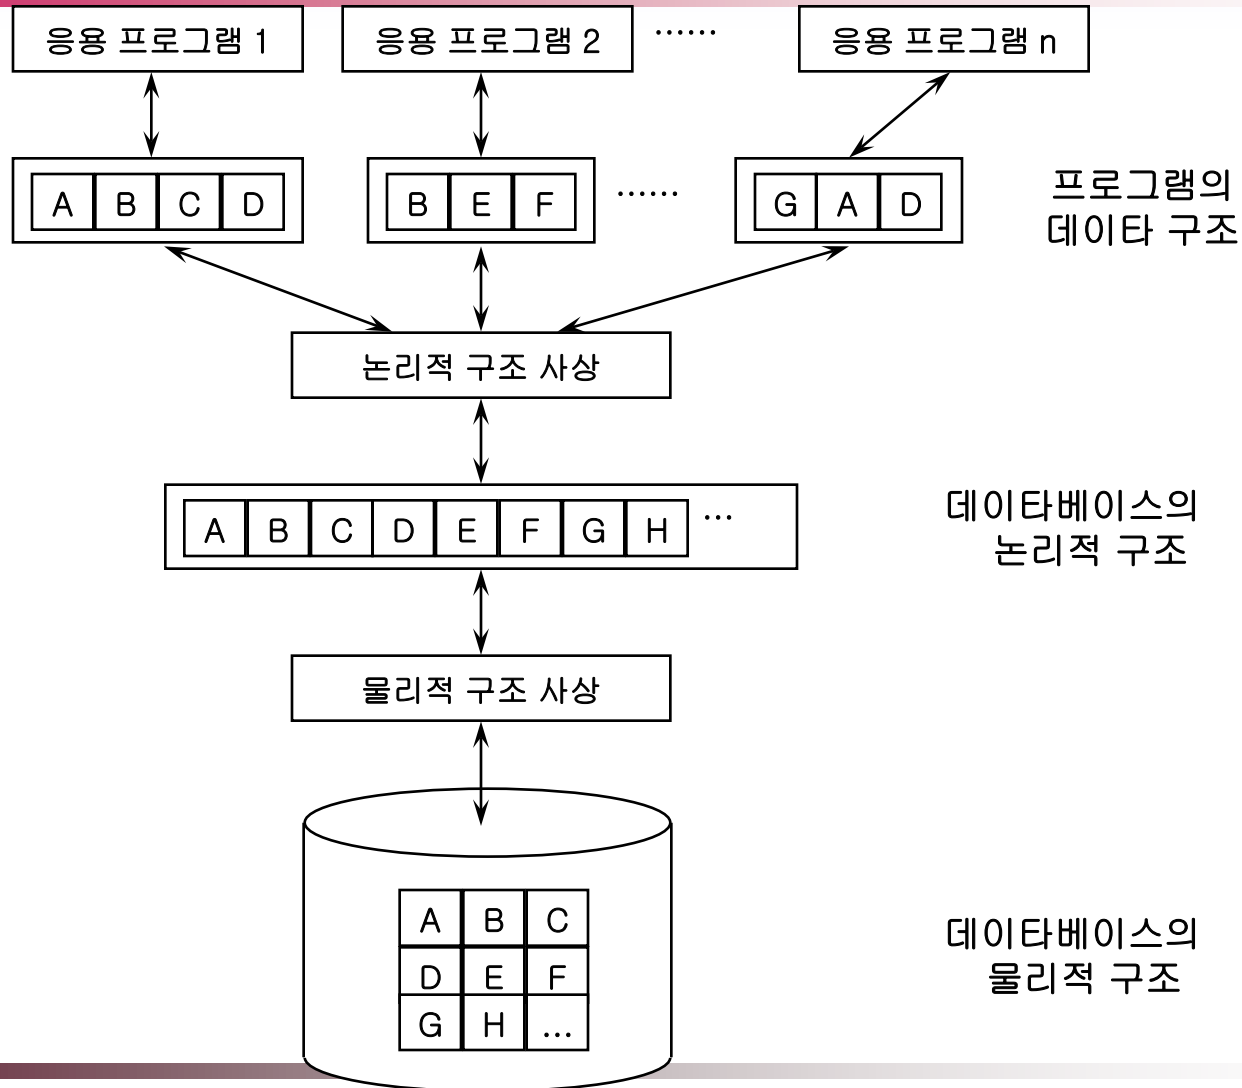 응용 프로그램 1
응용 프로그램 2
......
응용 프로그램 n
A B C D
B E F
......
G A D
프로그램의
데이타 구조
논리적 구조 사상
A B C D E F G H ...
데이타베이스의
논리적 구조
물리적 구조 사상
A B C
D E F
G H ...
데이타베이스의
물리적 구조